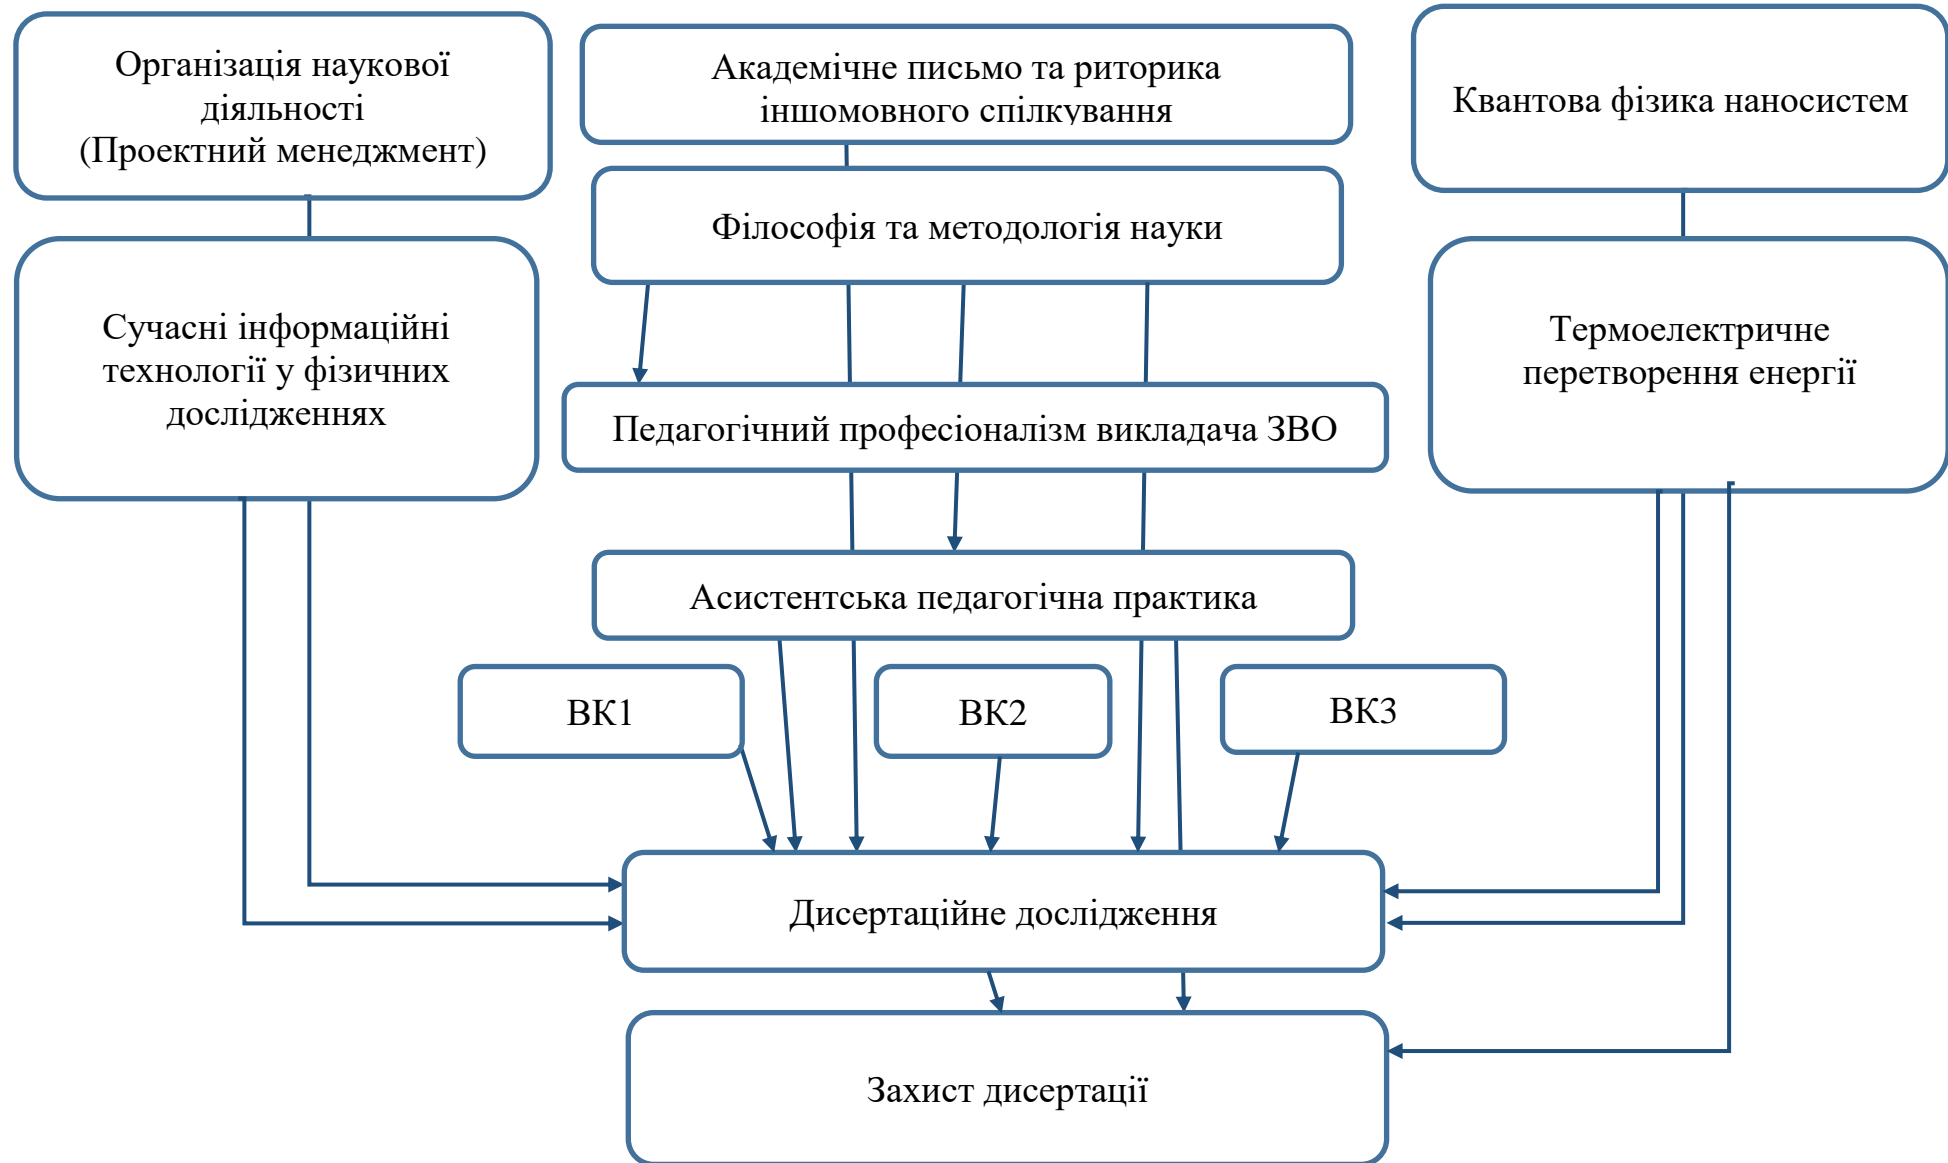 Організація наукової
діяльності
(Проектний менеджмент)
Академічне письмо та риторика
іншомовного спілкування
Квантова фізика наносистем
Філософія та методологія науки
Сучасні інформаційні
технології у фізичних
дослідженнях
Термоелектричне
перетворення енергії
Педагогічний професіоналізм викладача ЗВО
Асистентська педагогічна практика
ВК1
ВК2
ВК3
Дисертаційне дослідження
Захист дисертації